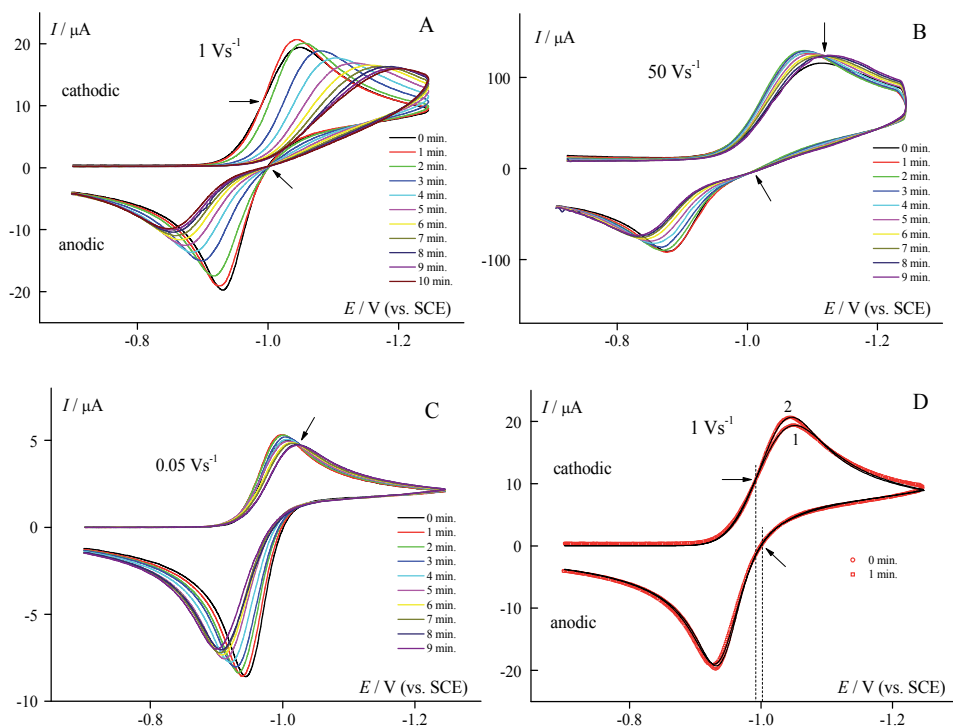 A
I / μA
1 Vs-1
20
10
0
-10
-20
cathodic
anodic
0 min.
1 min.
2 min.
3 min.
4 min.
5 min.
6 min.
7 min.
8 min.
9 min.
10 min.
E / V (vs. SCE)
-0.8 -1.0 -1.2
B
I / μA
50 Vs-1
100
0
-100
0 min.
1 min.
2 min.
3 min.
4 min.
5 min.
6 min.
7 min.
8 min.
9 min.
E / V (vs. SCE)
-0.8 -1.0 -1.2
C
I / μA
0.05 Vs-1
5
0
-5
-10
0 min.
1 min.
2 min.
3 min.
4 min.
5 min.
6 min.
7 min.
8 min.
9 min.
E / V (vs. SCE)
-0.8 -1.0 -1.2
D
I / μA
1 Vs-1
2
1
20
10
0
-10
-20
cathodic
anodic
0 min.
1 min.
E / V (vs. SCE)
-0.8 -1.0 -1.2